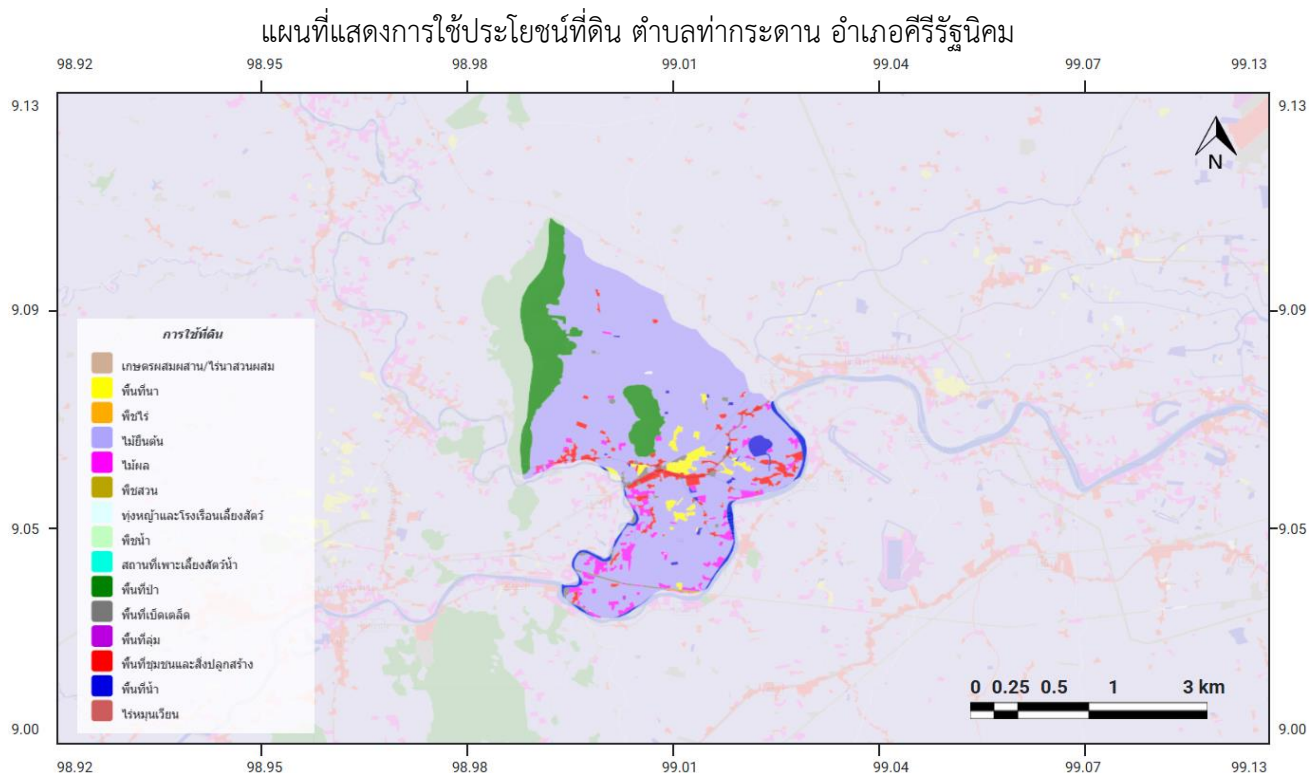 แผนที่แสดงการใช้ประโยชน์ที่ดิน ตำบลท่ากระดาน อำเภอคีรีรัฐนิคม
98.92 98.95 98.98 99.01 99.04 99.07 99.13
9.13 9.13
N
9.09 9.09
การใช้ที่ดิน
เกษตรผสมผสาน/ไร่นาสวนผสม
พื้นที่นา
พืชไร่
ไม้ยืนต้น
ไม้ผล
พืชสวน
ทุ่งหญ้าและโรงเรือนเลี้ยงสัตว์
พืชน้ำ
สถานที่เพาะเลี้ยงสัตว์น้ำ
พื้นที่ป่า
พื้นที่เบ็ดเตล็ด
พื้นที่ลุ่ม
พื้นที่ชุมชนและสิ่งปลูกสร้าง
พื้นที่น้ำ
ไร่หมุนเวียน
9.05 9.05
0 0.25 0.5 1 3 km
9.00 9.00
98.92 98.95 98.98 99.01 99.04 99.07 99.13